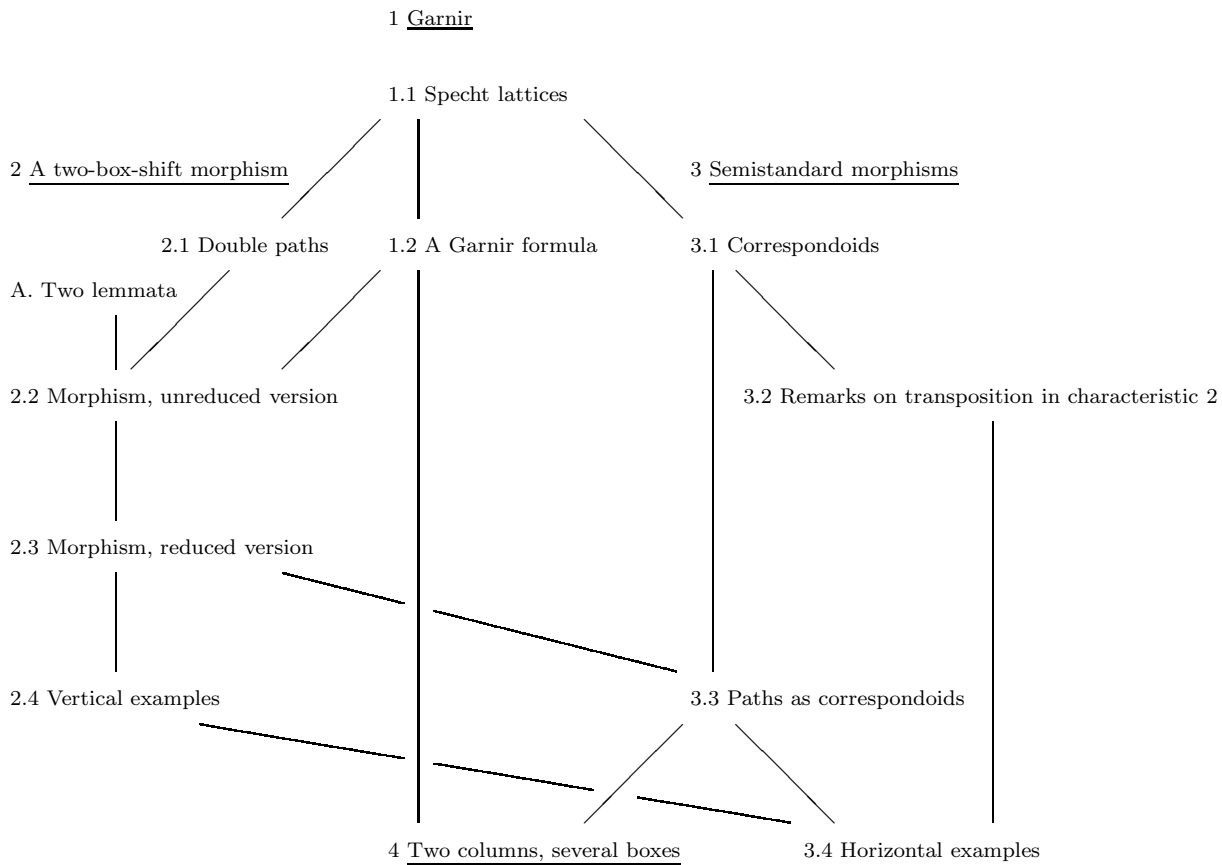 1 Garnir
1.1 Specht lattices
2 A two-box-shift morphism
3 Semistandard morphisms
2.1 Double paths
1.2 A Garnir formula
3.1 Correspondoids
A. Two lemmata
2.2 Morphism, unreduced version
3.2 Remarks on transposition in characteristic 2
2.3 Morphism, reduced version
2.4 Vertical examples
3.3 Paths as correspondoids
4 Two columns, several boxes
3.4 Horizontal examples